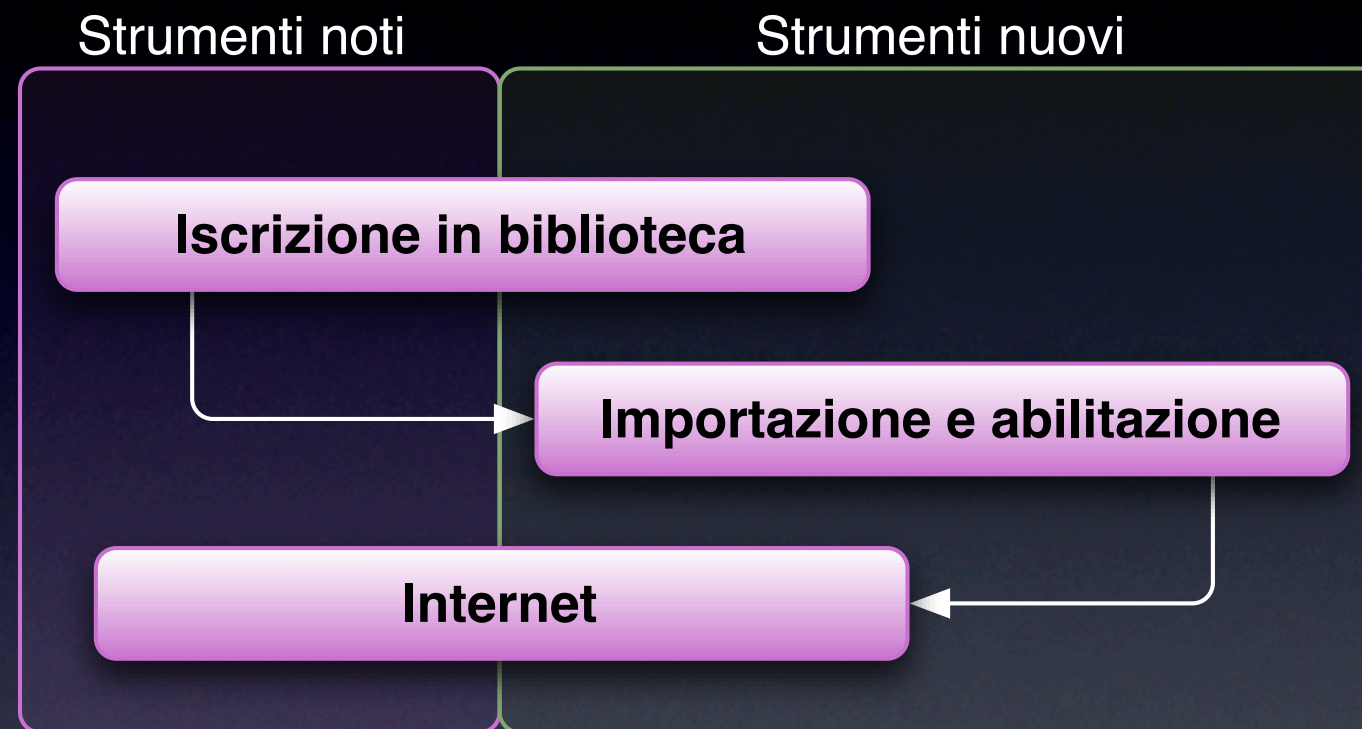 Strumenti noti
Strumenti nuovi
Iscrizione in biblioteca
Importazione e abilitazione
Internet